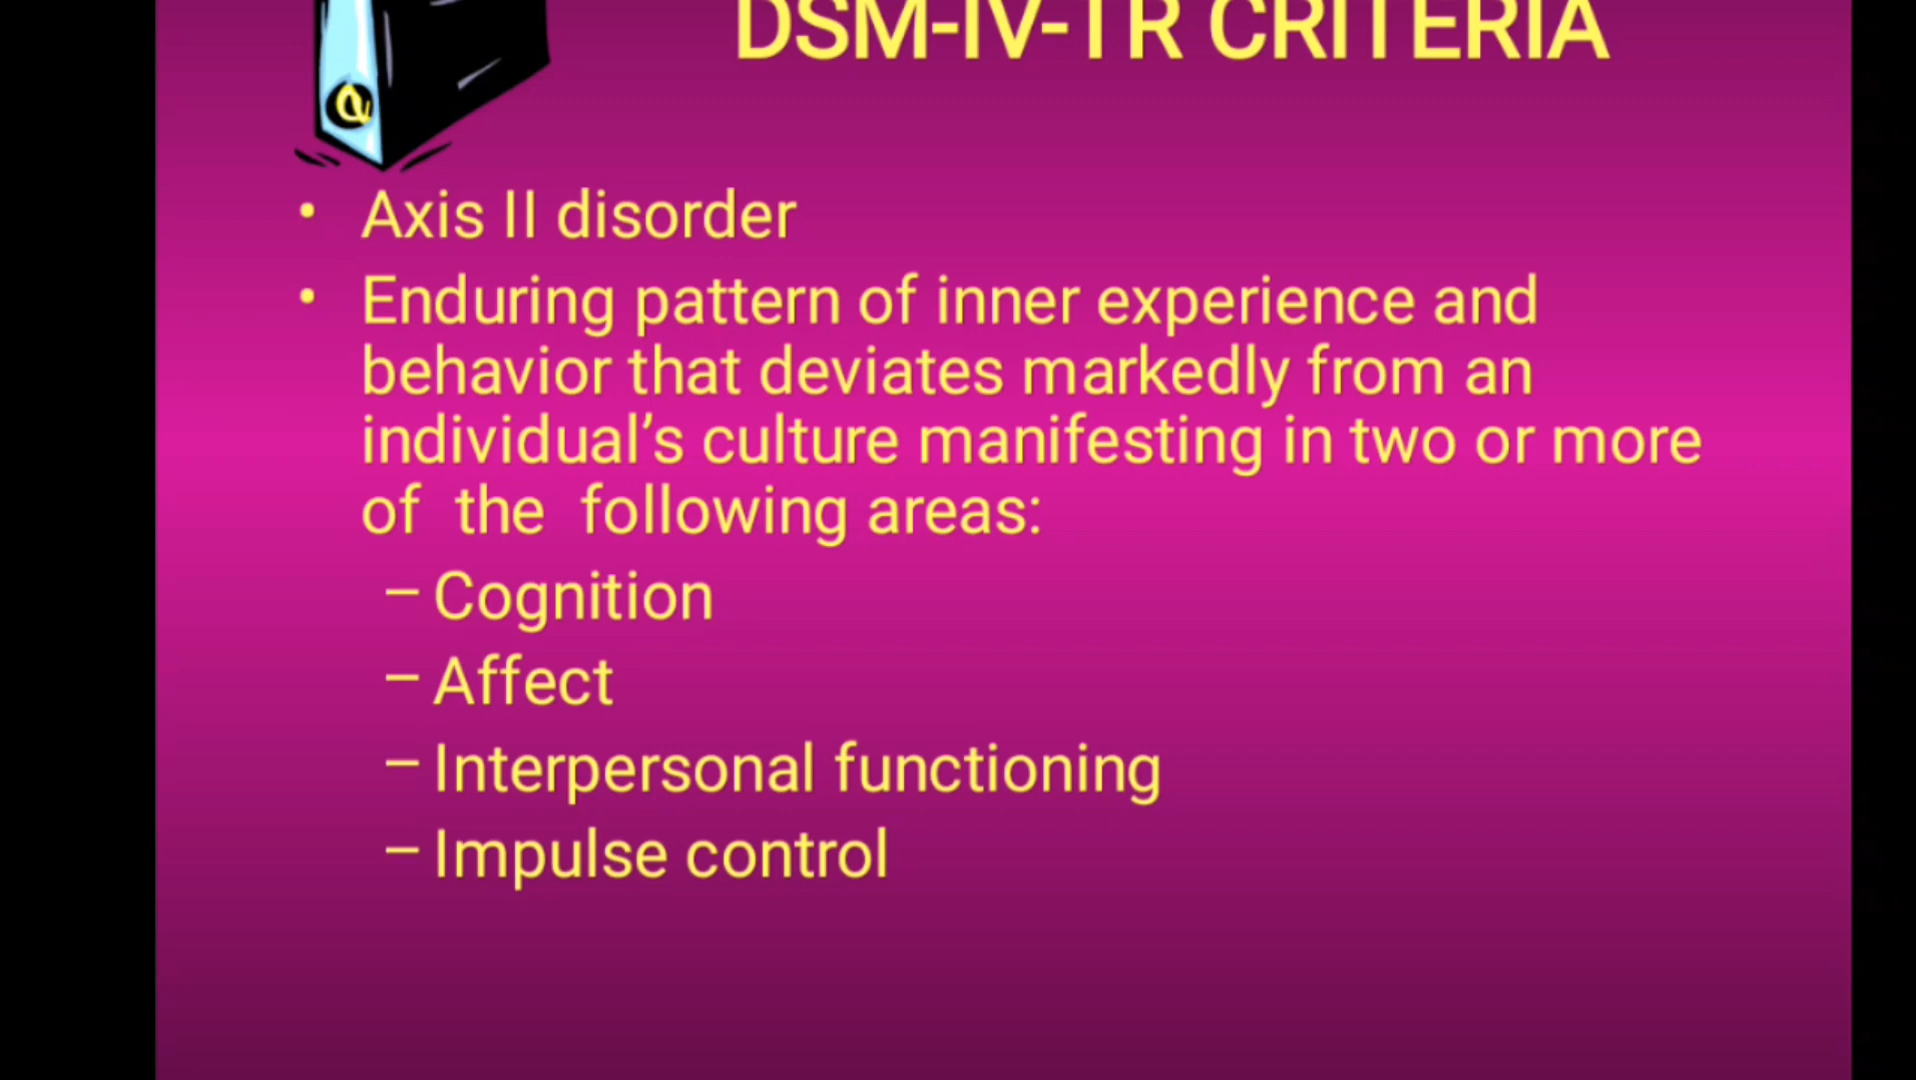 DSM-IV-TR CRITERIA
• Axis II disorder
• Enduring pattern of inner experience and
behavior that deviates markedly from an
individual’s culture manifesting in two or more
of the following areas:
– Cognition
– Affect
– Interpersonal functioning
– Impulse control